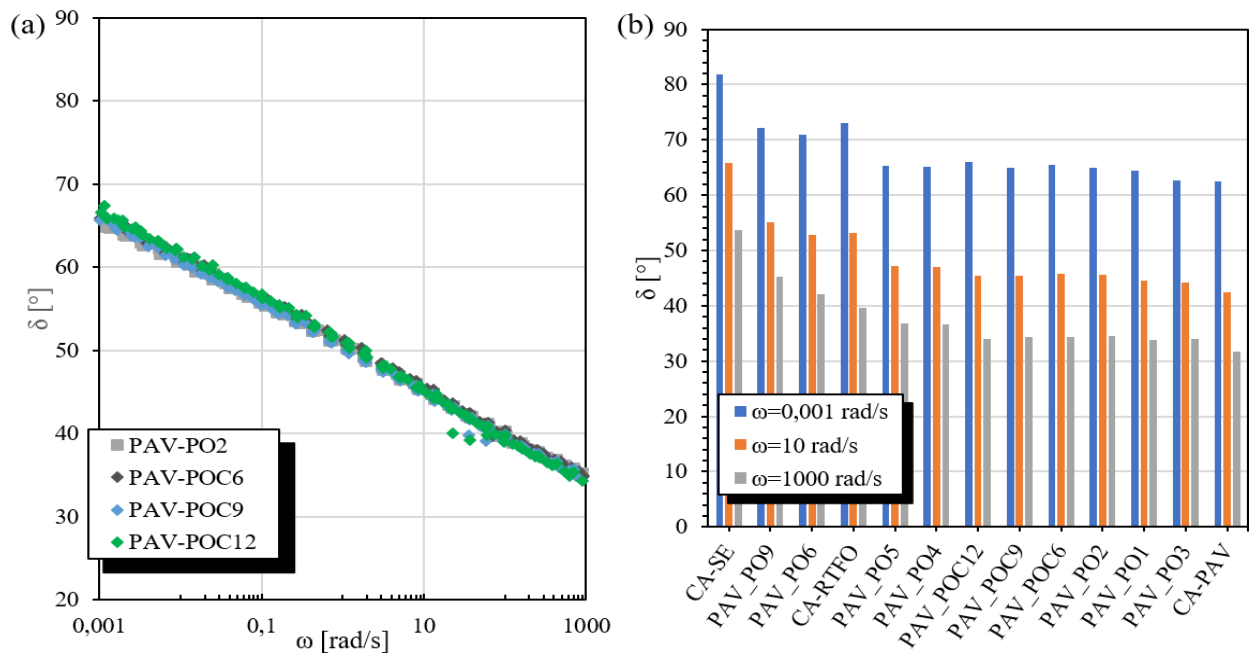 (a)
90
80
70
60
50
40
30
20
δ [°]
PAV-PO2
PAV-POC6
PAV-POC9
PAV-POC12
0,001
0,1
10
1000
ω [rad/s]
(b)
90
80
70
60
50
40
30
20
10
0
δ [°]
ω=0,001 rad/s
ω=10 rad/s
ω=1000 rad/s
CA-SE
PAV_PO9
PAV_PO6
CA-RTFO
PAV_PO5
PAV_PO4
PAV_POC12
PAV_POC9
PAV_POC6
PAV_PO2
PAV_PO1
PAV_PO3
CA-PAV